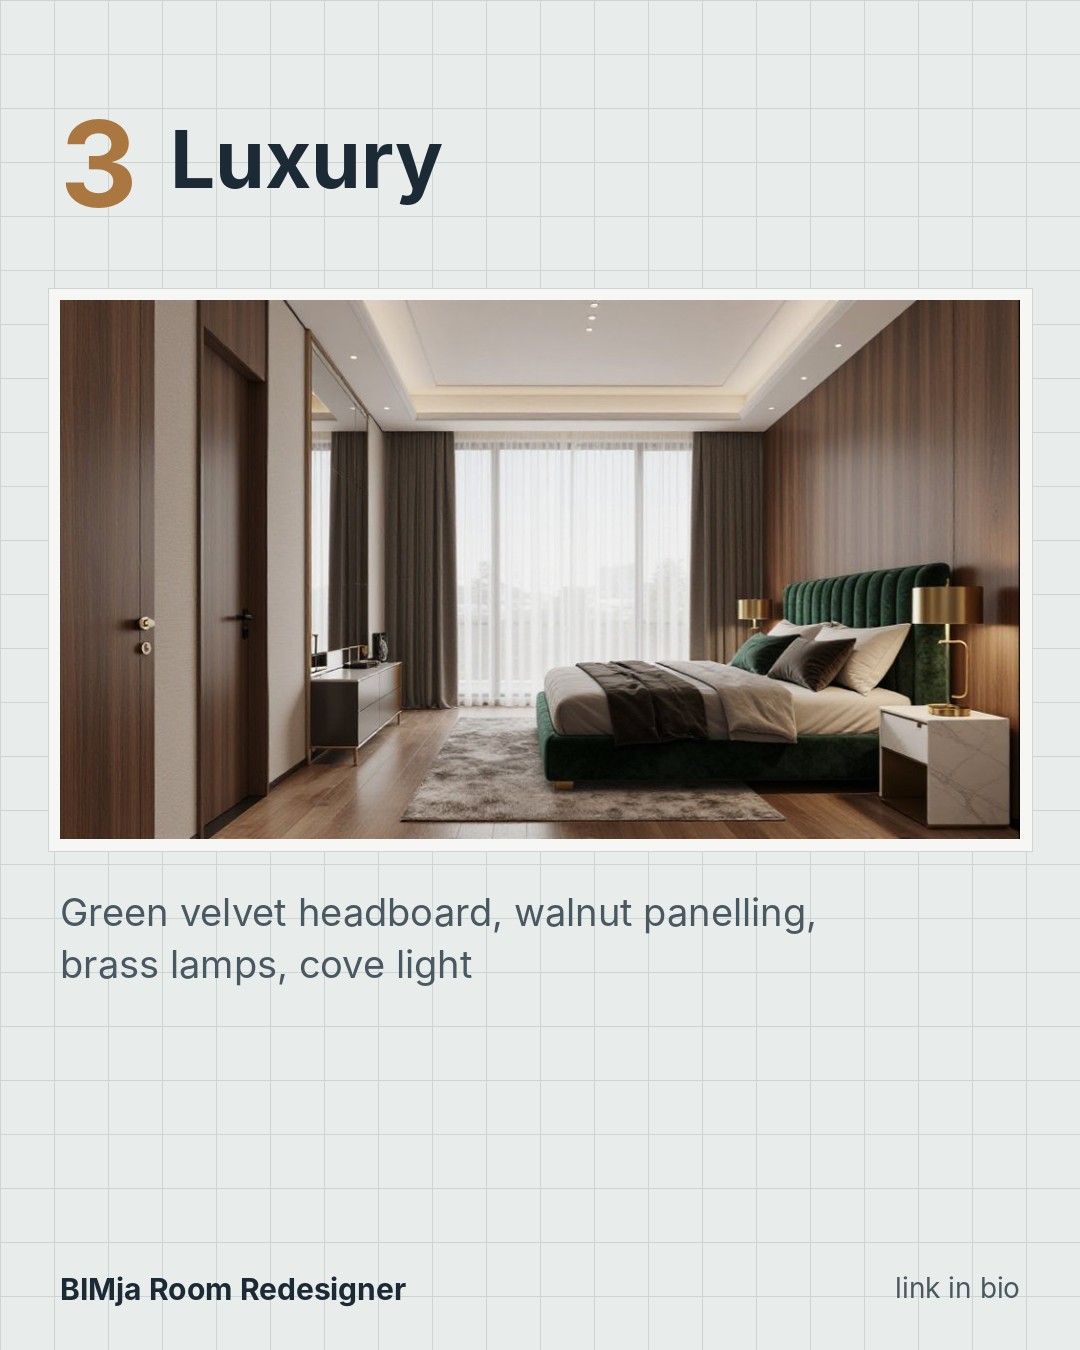 3 Luxury
Green velvet headboard, walnut panelling,
brass lamps, cove light
BIMja Room Redesigner
link in bio